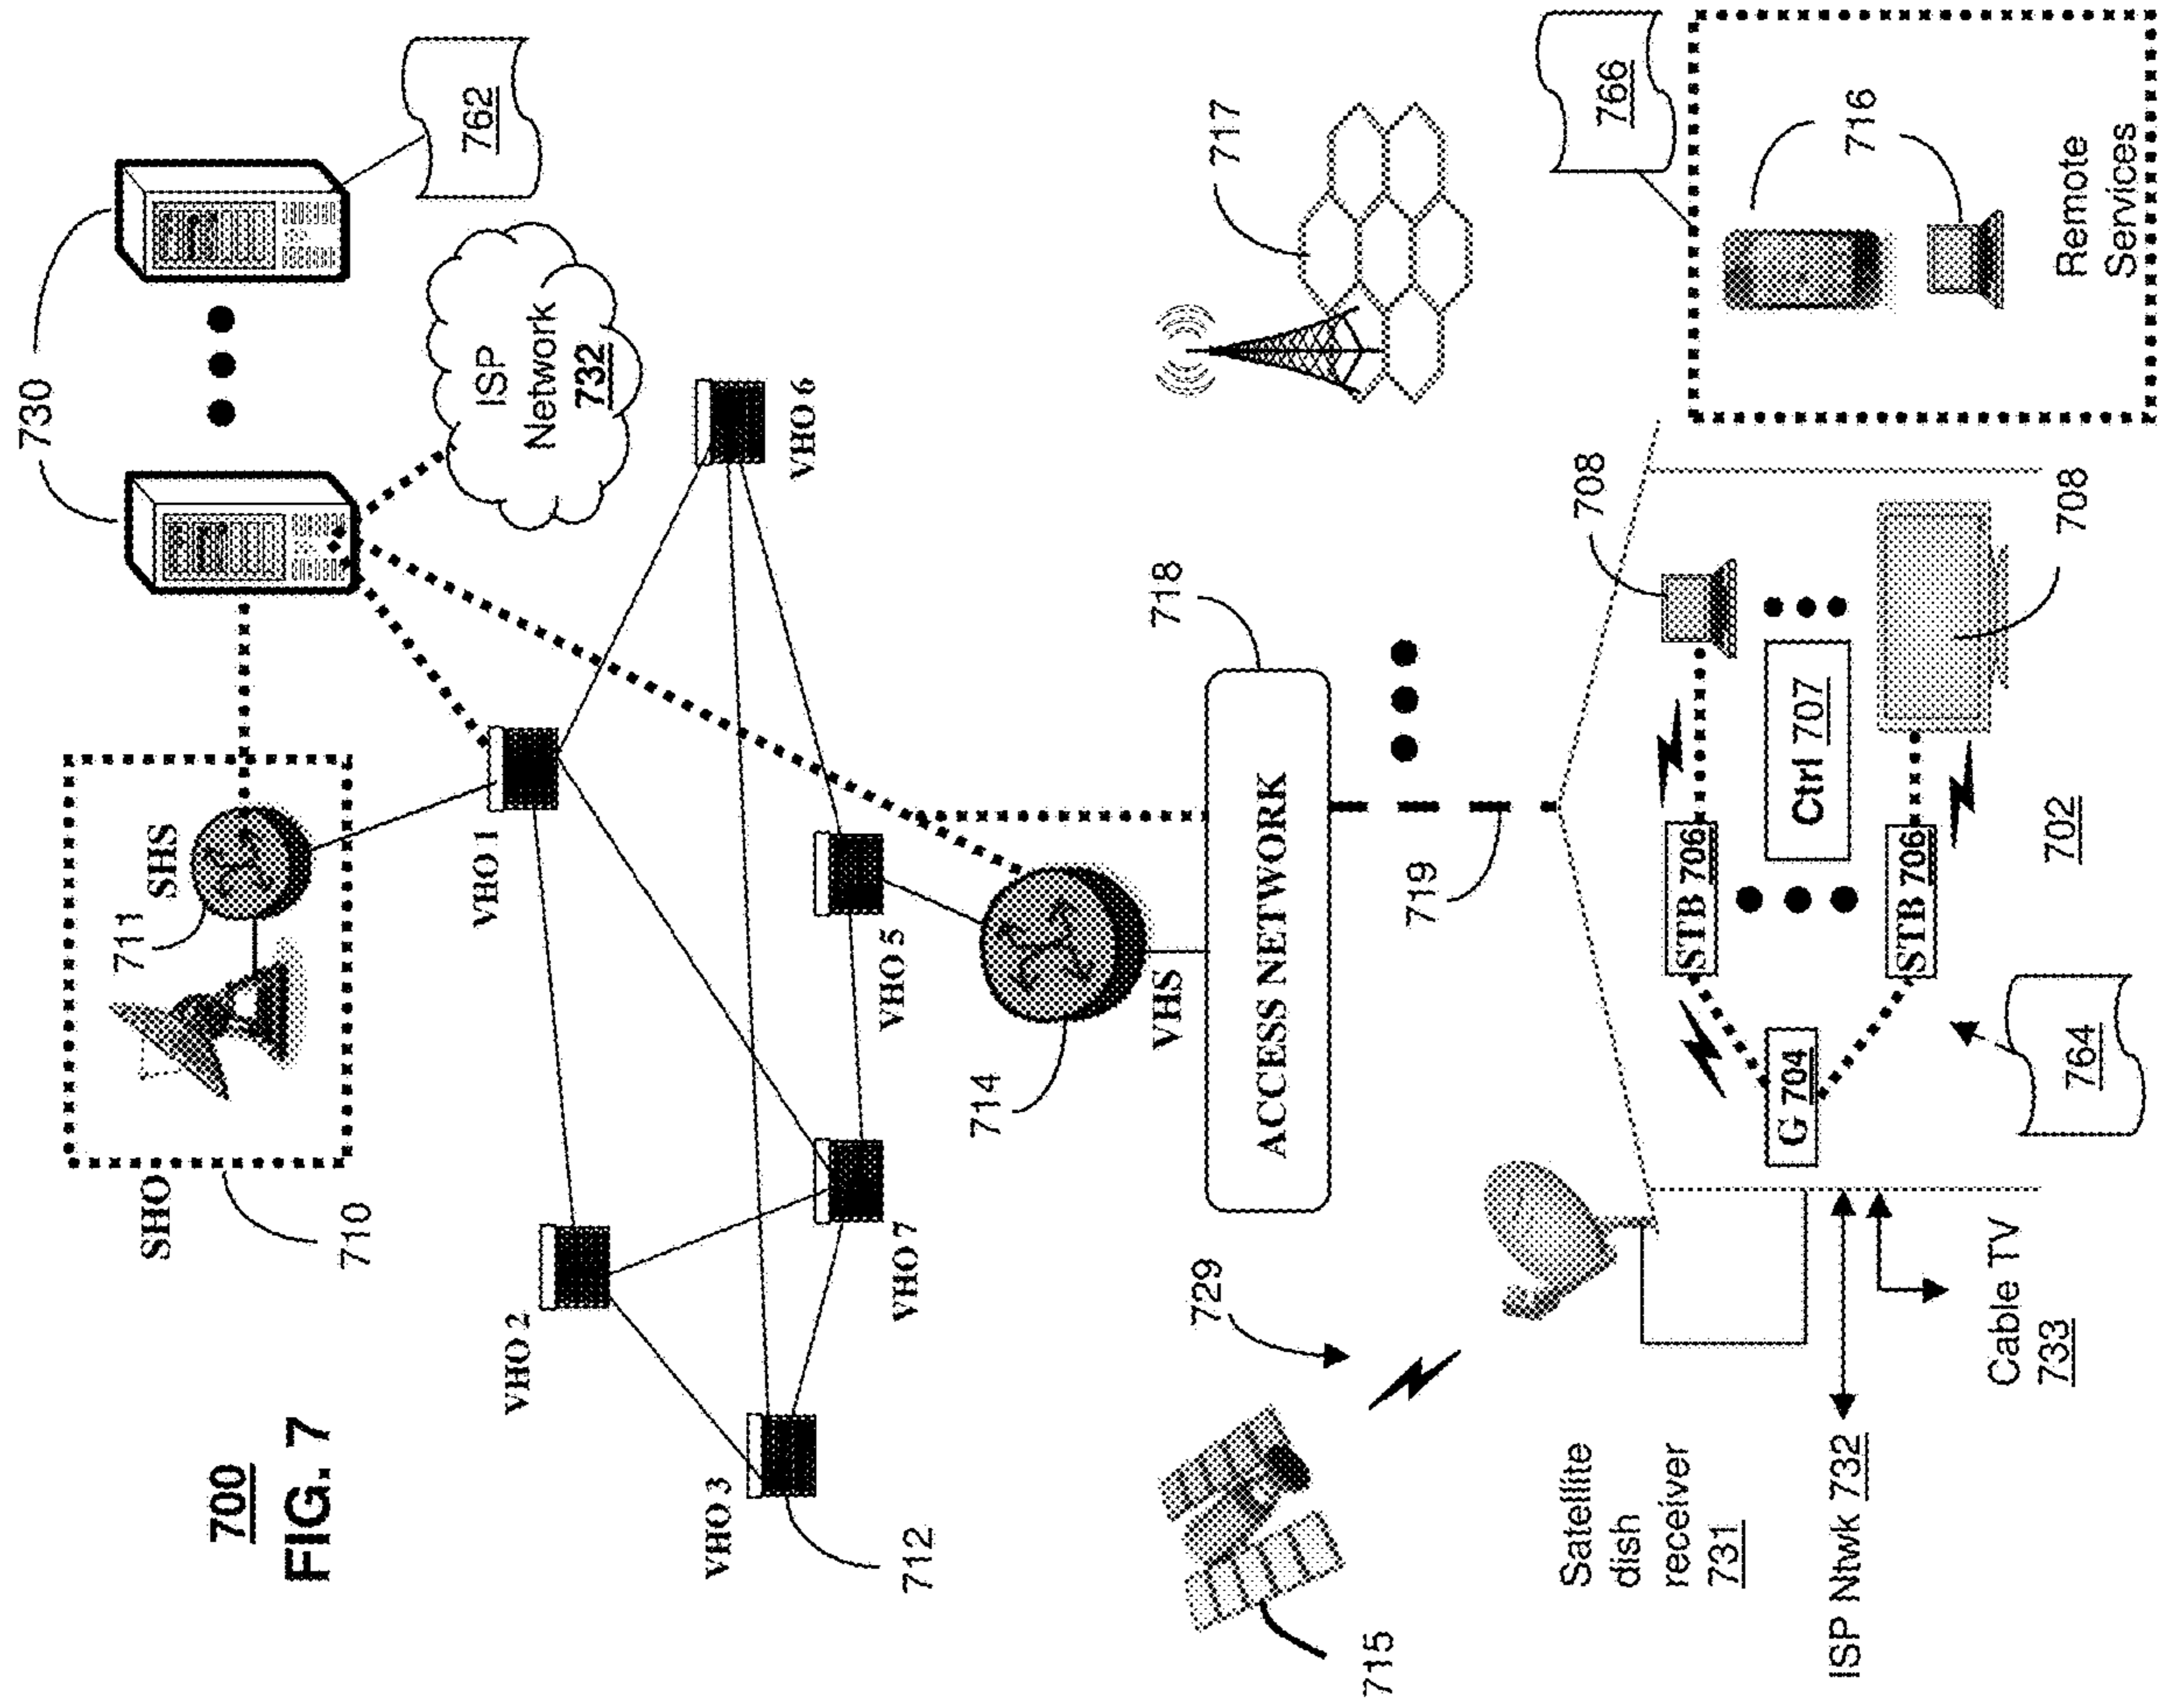 700
FIG. 7
SHO
710
711
SHS
730
762
ISP
Network
732
VHO 1
VHO 2
VHO 3
712
VHO 6
VHO 5
VHO 7
714
VHS
ACCESS NETWORK
718
717
719
729
715
Satellite
dish
receiver
731
ISP Ntwk 732
Cable TV
733
G 704
STB 706
STB 706
Ctrl 707
708
708
702
764
766
716
Remote
Services